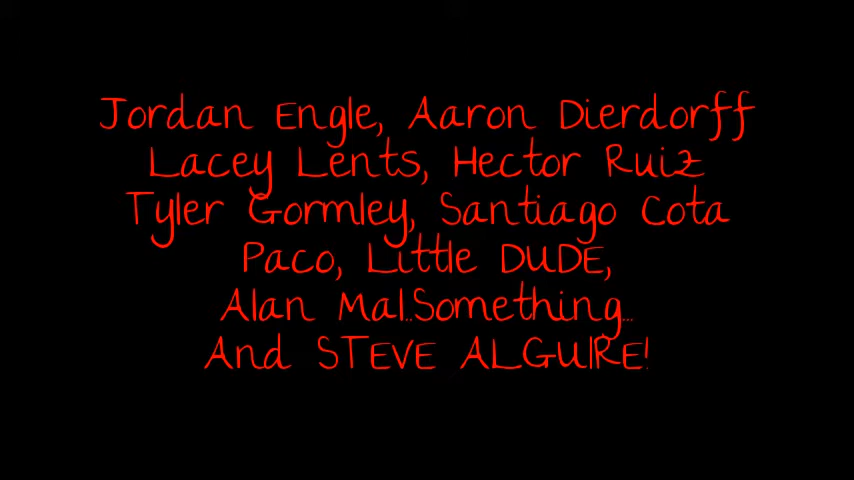 Jordan Engle, Aaron Dierdorff
Lacey Lents, Hector Ruiz
Tyler Gormley, Santiago Cota
Paco, Little DUDE,
Alan Mal..Something...
And STEVE ALGUIRE!